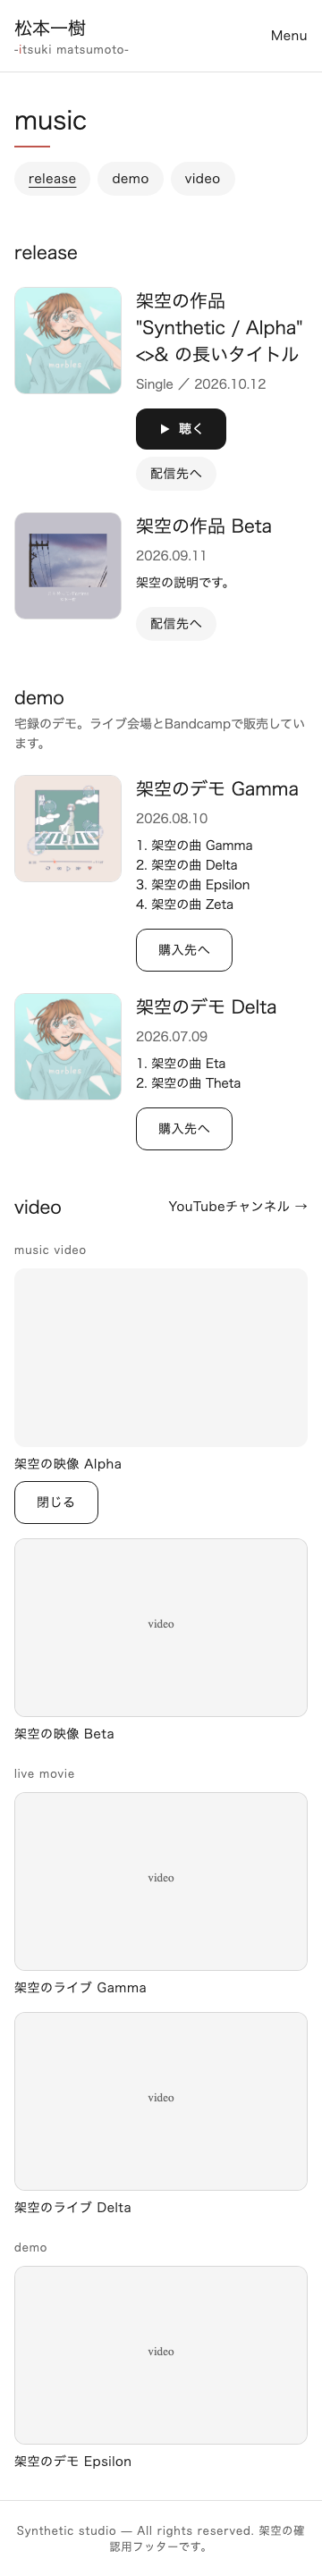 松本一樹
-itsuki matsumoto-
Menu
music
release
demo
video
release
架空の作品
"Synthetic / Alpha"
<>& の長いタイトル
Single ／ 2026.10.12
▶ 聴く
配信先へ
架空の作品 Beta
2026.09.11
架空の説明です。
配信先へ
demo
宅録のデモ。ライブ会場とBandcampで販売してい
ます。
架空のデモ Gamma
2026.08.10
1. 架空の曲 Gamma
2. 架空の曲 Delta
3. 架空の曲 Epsilon
4. 架空の曲 Zeta
購入先へ
marbles
架空のデモ Delta
2026.07.09
1. 架空の曲 Eta
2. 架空の曲 Theta
購入先へ
video
YouTubeチャンネル →
music video
架空の映像 Alpha
閉じる
video
架空の映像 Beta
live movie
video
架空のライブ Gamma
video
架空のライブ Delta
demo
video
架空のデモ Epsilon
Synthetic studio — All rights reserved. 架空の確
認用フッターです。